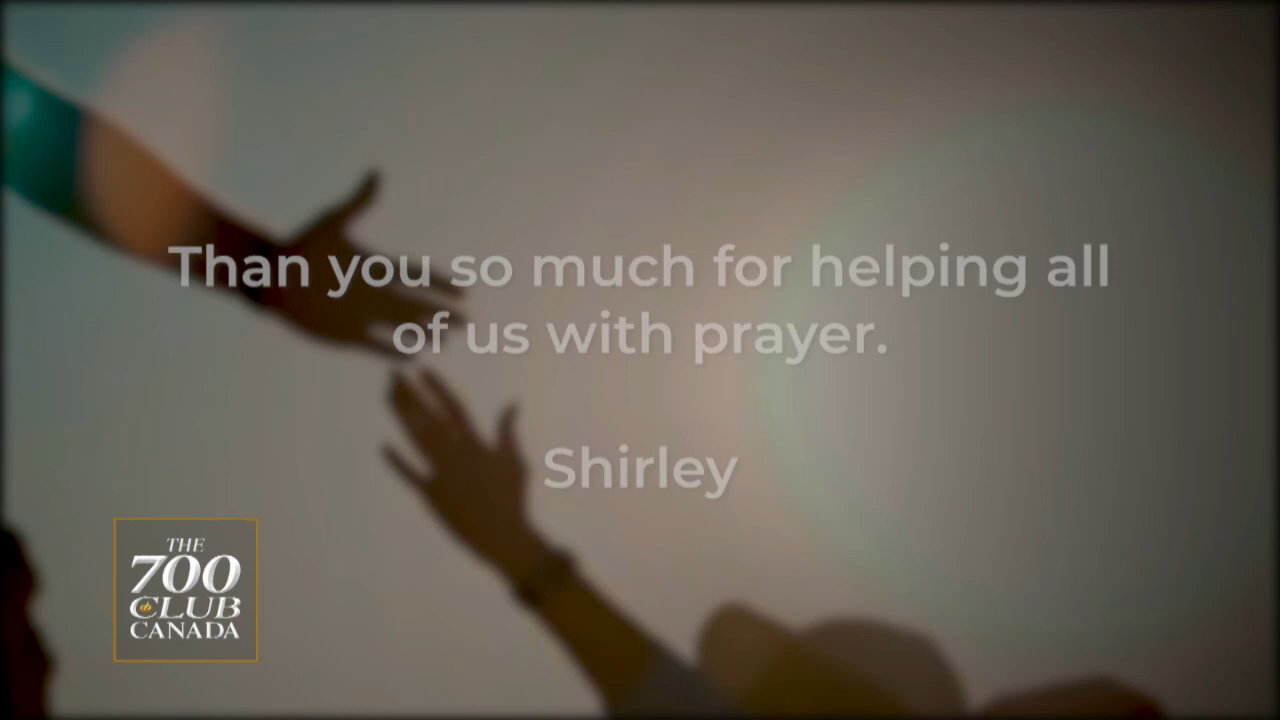 Than you so much for helping all
of us with prayer.
Shirley
THE
700
CLUB
CANADA